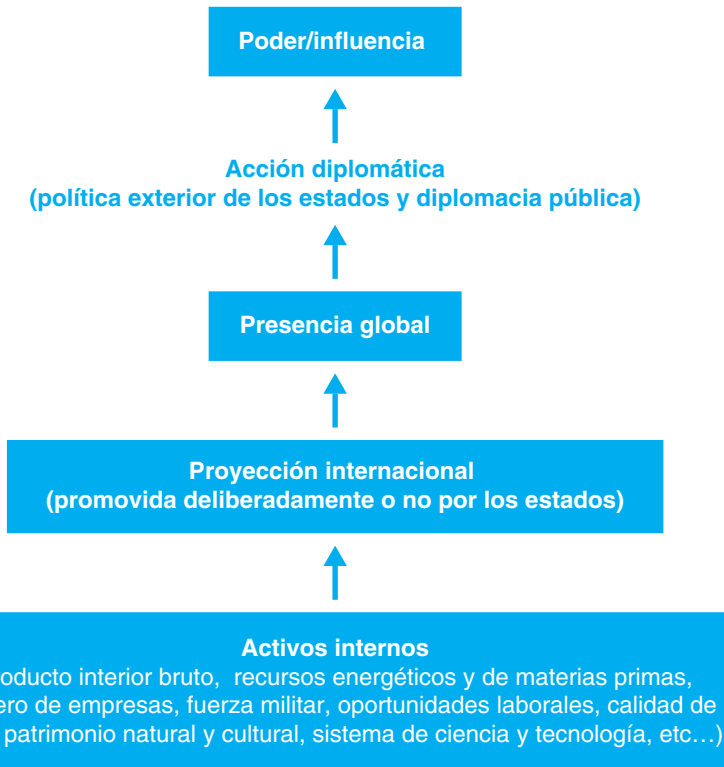 Poder/influencia
Acción diplomática
(política exterior de los estados y diplomacia pública)
Presencia global
Proyección internacional
(promovida deliberadamente o no por los estados)
Activos internos
oducto interior bruto, recursos energéticos y de materias primas,
ero de empresas, fuerza militar, oportunidades laborales, calidad de
patrimonio natural y cultural, sistema de ciencia y tecnología, etc…)